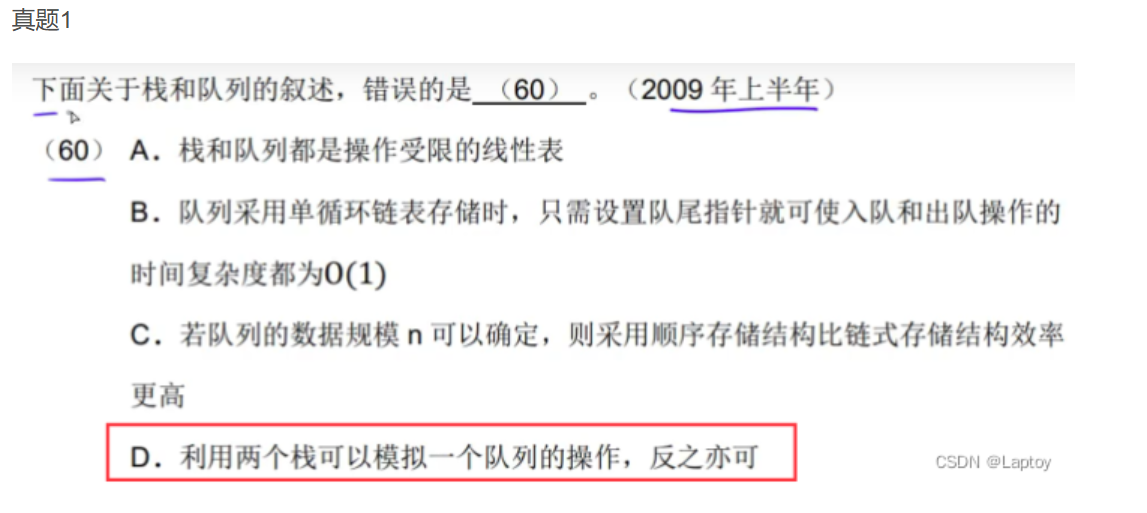 真题1
下面关于栈和队列的叙述，错误的是 （60） 。（2009 年上半年）
（60） A．栈和队列都是操作受限的线性表
B．队列采用单循环链表存储时，只需设置队尾指针就可使入队和出队操作的
时间复杂度都为O(1)
C．若队列的数据规模 n 可以确定，则采用顺序存储结构比链式存储结构效率
更高
D．利用两个栈可以模拟一个队列的操作，反之亦可
CSDN @Laptoy